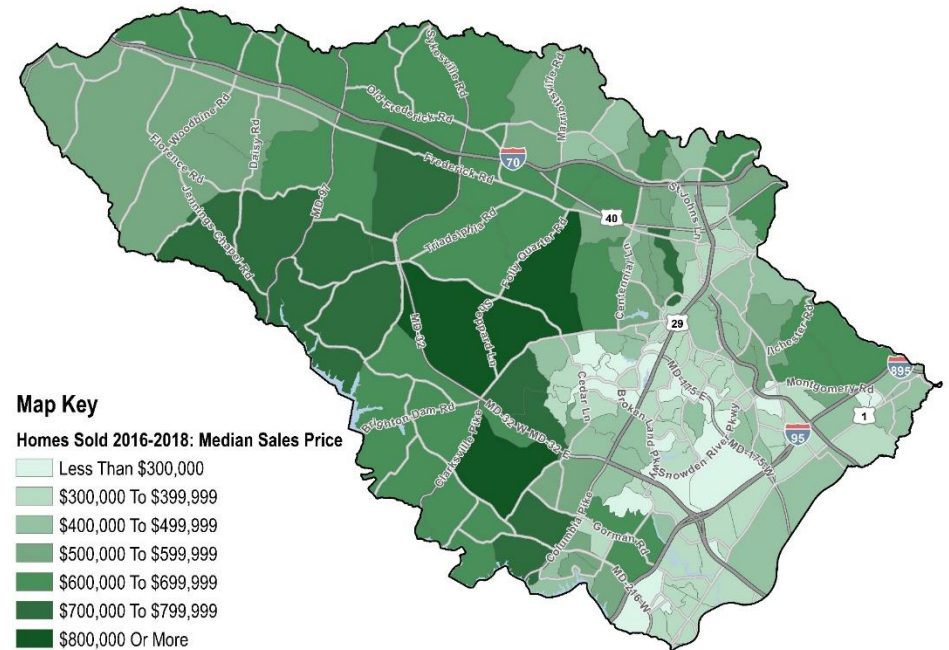 Sykesville Rd
Marriottsville Rd
Old Frederick Rd
Woodbine Rd
Florence Rd
Daisy Rd
MD-97
Frederick Rd
70
St Johns Ln
40
Jennings Chapel Rd
Triadelphia Rd
Folly Quarter Rd
Centennial Ln
29
MD-32
Sheppard Ln
Ilchester Rd
895
Montgomery Rd
1
Map Key
Homes Sold 2016-2018: Median Sales Price
Less Than $300,000
$300,000 To $399,999
$400,000 To $499,999
$500,000 To $599,999
$600,000 To $699,999
$700,000 To $799,999
$800,000 Or More
Brighton Dam Rd
Clarksville Pike
MD-32-W-MD-32-E
Cedar Ln
Broken Land Pkwy
MD-175-E
Snowden River Pkwy
MD-175-W
95
Columbia Pike
Gorman Rd
MD-216-W